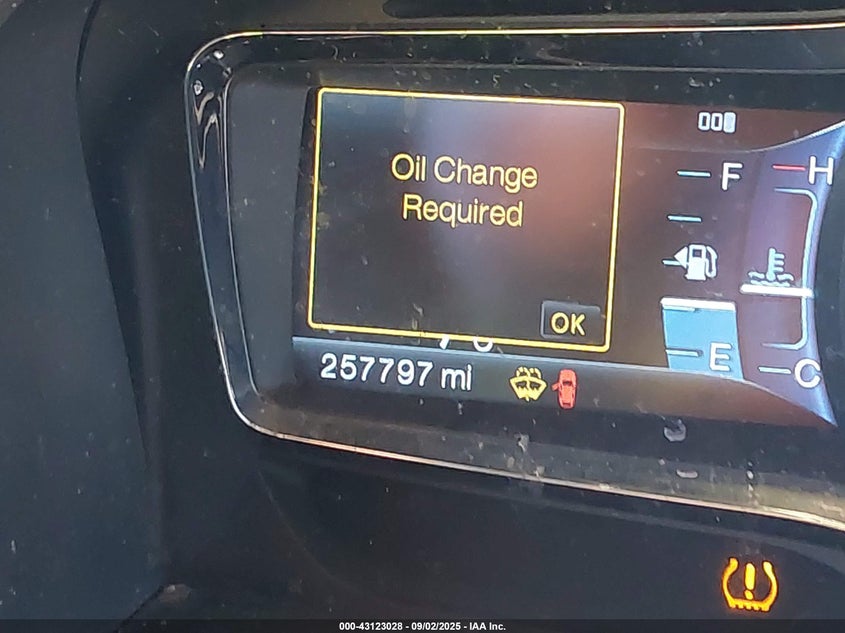 Oil Change
Required
OK
F
E
H
C
257797 mi
000-43123028 - 09/02/2025 - IAA Inc.